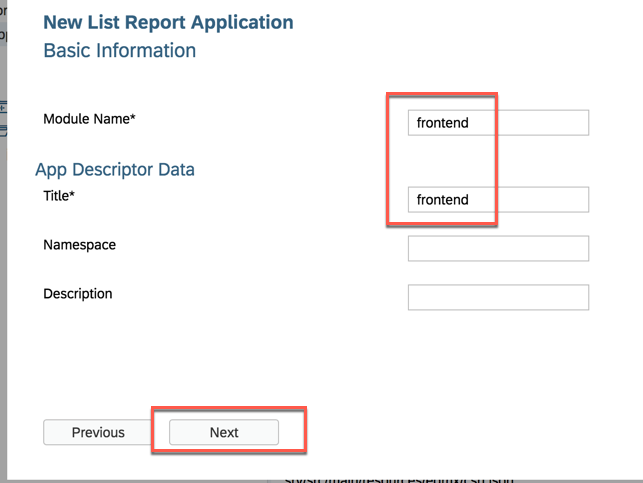 New List Report Application
Basic Information
Module Name*
frontend
App Descriptor Data
Title*
frontend
Namespace
Description
Previous
Next